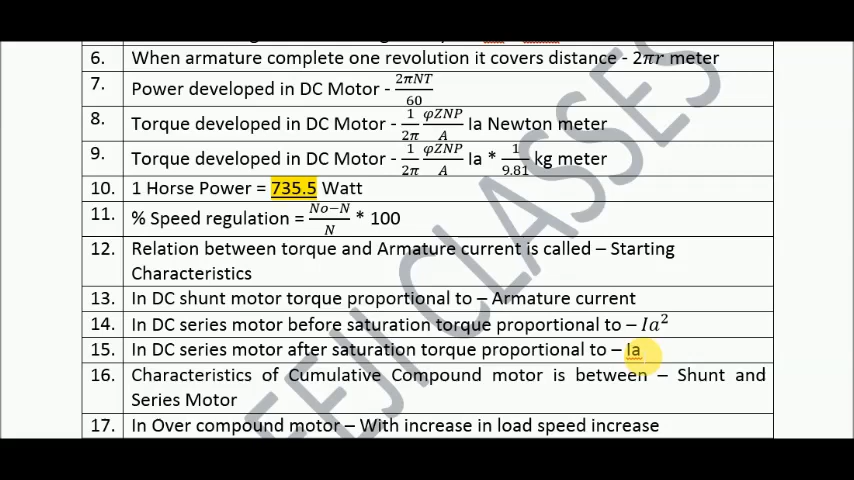 6. When armature complete one revolution it covers distance - 2πr meter
7. Power developed in DC Motor - 2πNT/60
8. Torque developed in DC Motor - 1/2π φZNP/A Ia Newton meter
9. Torque developed in DC Motor - 1/2π φZNP/A Ia * 1/9.81 kg meter
10. 1 Horse Power = 735.5 Watt
11. % Speed regulation = No−N/N * 100
12. Relation between torque and Armature current is called – Starting
Characteristics
13. In DC shunt motor torque proportional to – Armature current
14. In DC series motor before saturation torque proportional to – Ia²
15. In DC series motor after saturation torque proportional to – Ia
16. Characteristics of Cumulative Compound motor is between – Shunt and
Series Motor
17. In Over compound motor – With increase in load speed increase
EEJI CLASSES